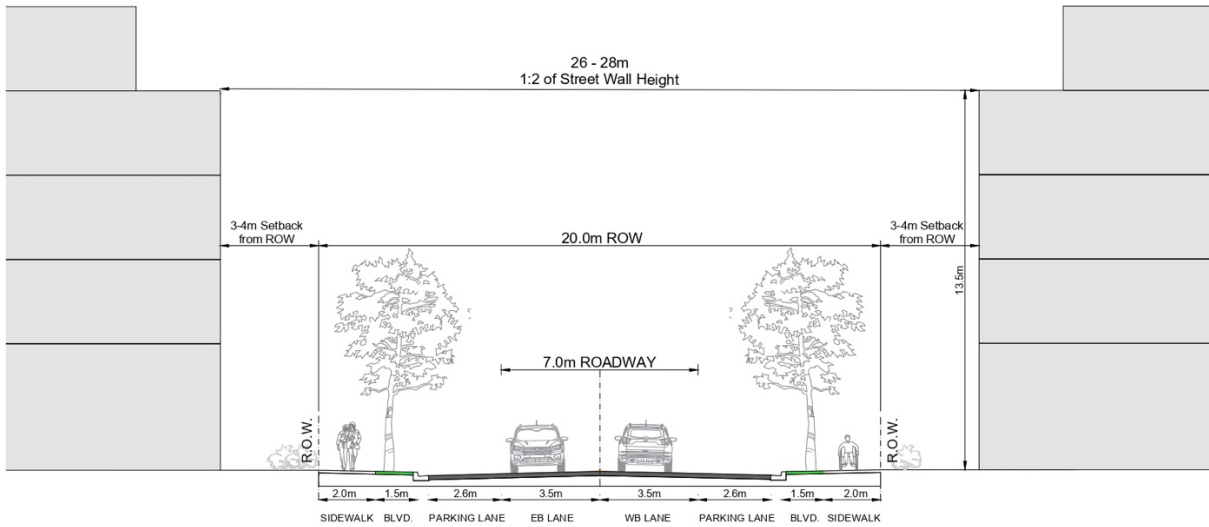 26 - 28m
1:2 of Street Wall Height
3-4m Setback
from ROW
20.0m ROW
3-4m Setback
from ROW
13.5m
7.0m ROADWAY
R.O.W.
R.O.W.
2.0m 1.5m 2.6m 3.5m 3.5m 2.6m 1.5m 2.0m
SIDEWALK BLVD. PARKING LANE EB LANE WB LANE PARKING LANE BLVD. SIDEWALK